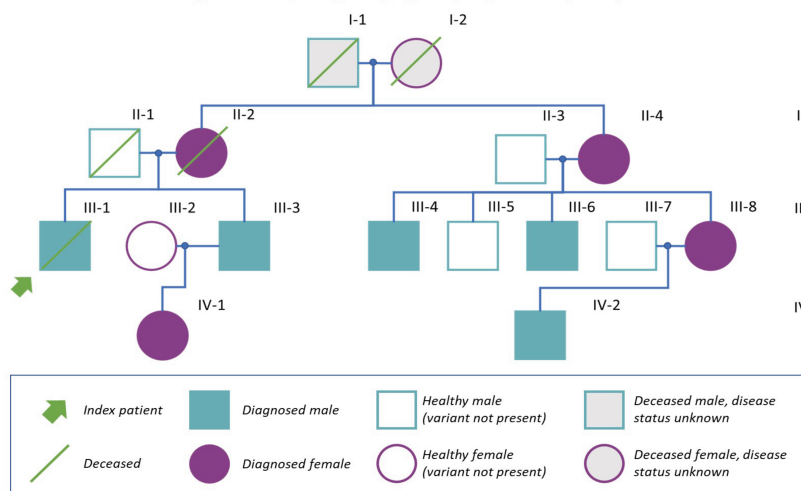 I-1 I-2
II-1 II-2 II-3 II-4
III-1 III-2 III-3 III-4 III-5 III-6 III-7 III-8
IV-1 IV-2
Index patient
Diagnosed male
Healthy male
(variant not present)
Deceased male, disease
status unknown
Deceased
Diagnosed female
Healthy female
(variant not present)
Deceased female, disease
status unknown